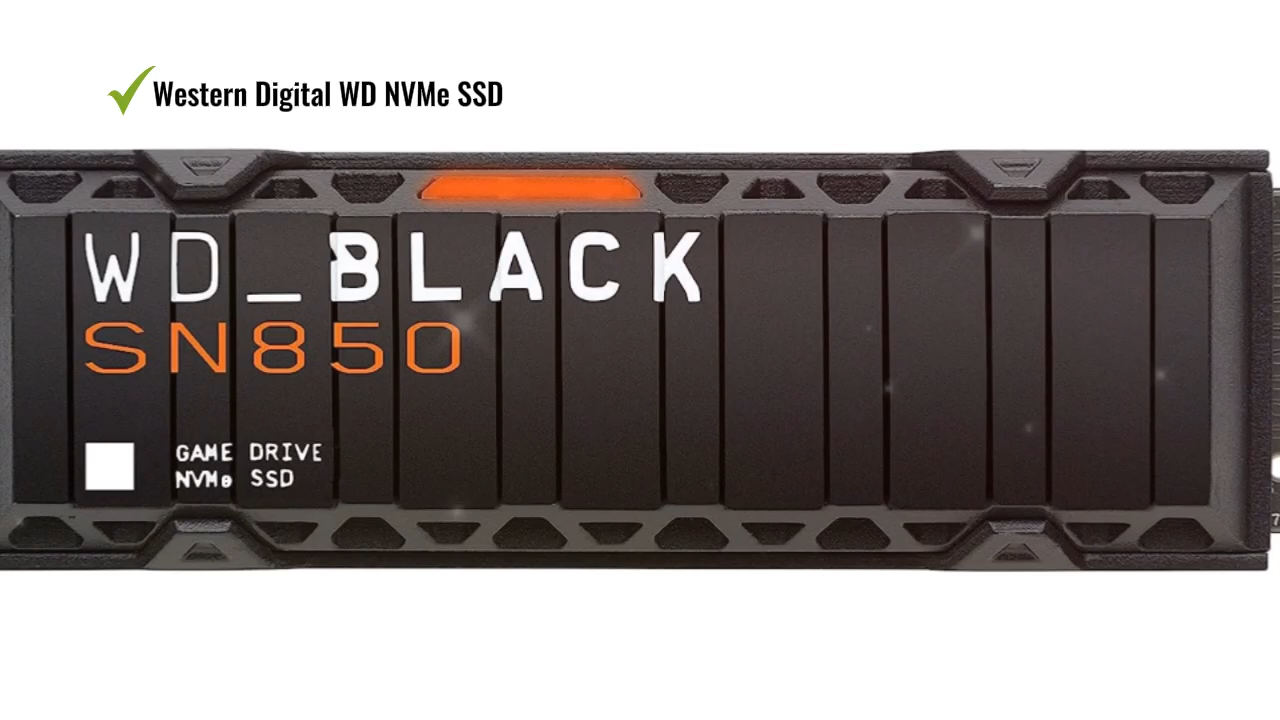 Western Digital WD NVMe SSD
WD_BLACK
SN850
GAME DRIVE
NVMe SSD